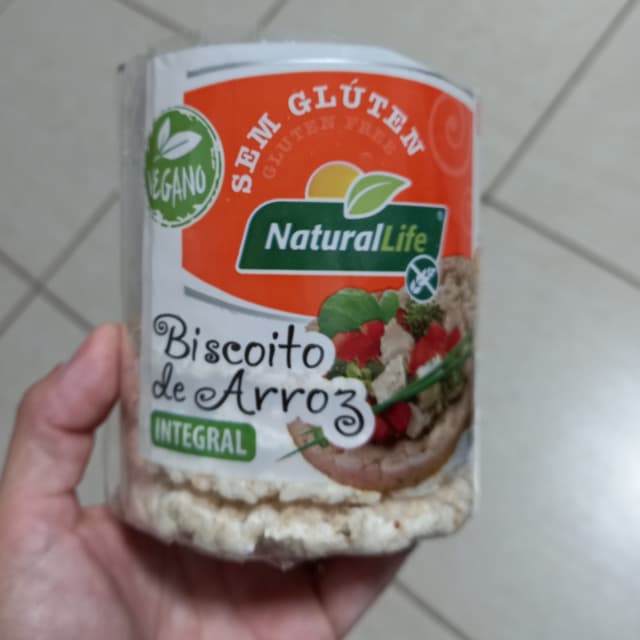 SEM GLÚTEN
GLUTEN FREE
VEGANO
NaturalLife
Biscoito
de Arroz
INTEGRAL